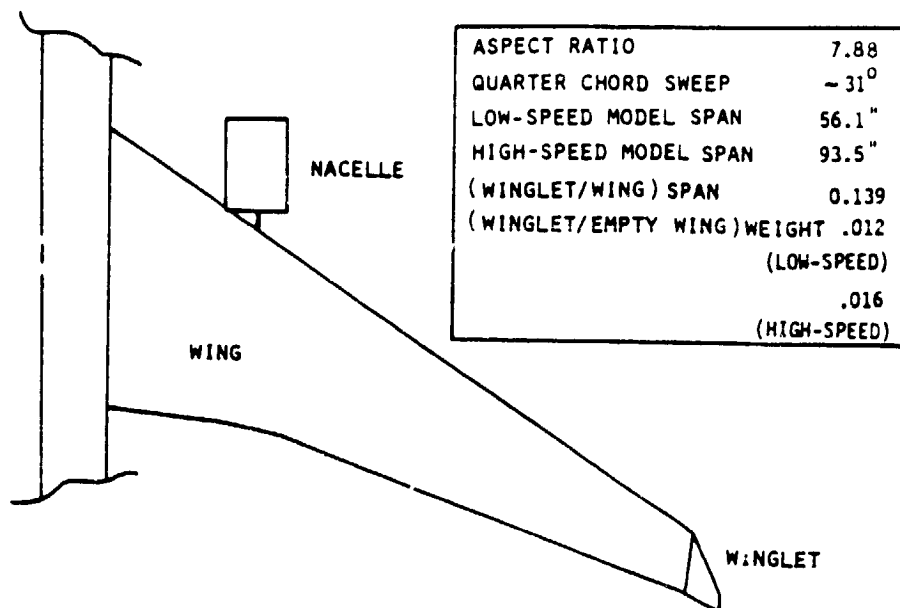 ASPECT RATIO 7.88
QUARTER CHORD SWEEP ~31°
LOW-SPEED MODEL SPAN 56.1"
HIGH-SPEED MODEL SPAN 93.5"
(WINGLET/WING) SPAN 0.139
(WINGLET/EMPTY WING) WEIGHT .012
(LOW-SPEED)
.016
(HIGH-SPEED)
NACELLE
WING
WINGLET